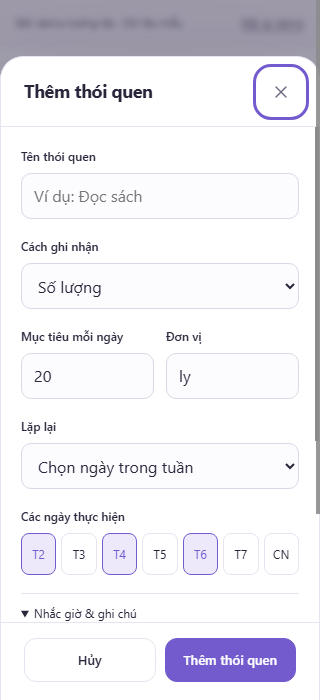 Thêm thói quen
Tên thói quen
Ví dụ: Đọc sách
Cách ghi nhận
Số lượng
Mục tiêu mỗi ngày
Đơn vị
20
ly
Lặp lại
Chọn ngày trong tuần
Các ngày thực hiện
T2 T3 T4 T5 T6 T7 CN
▼ Nhắc giờ & ghi chú
Hủy
Thêm thói quen